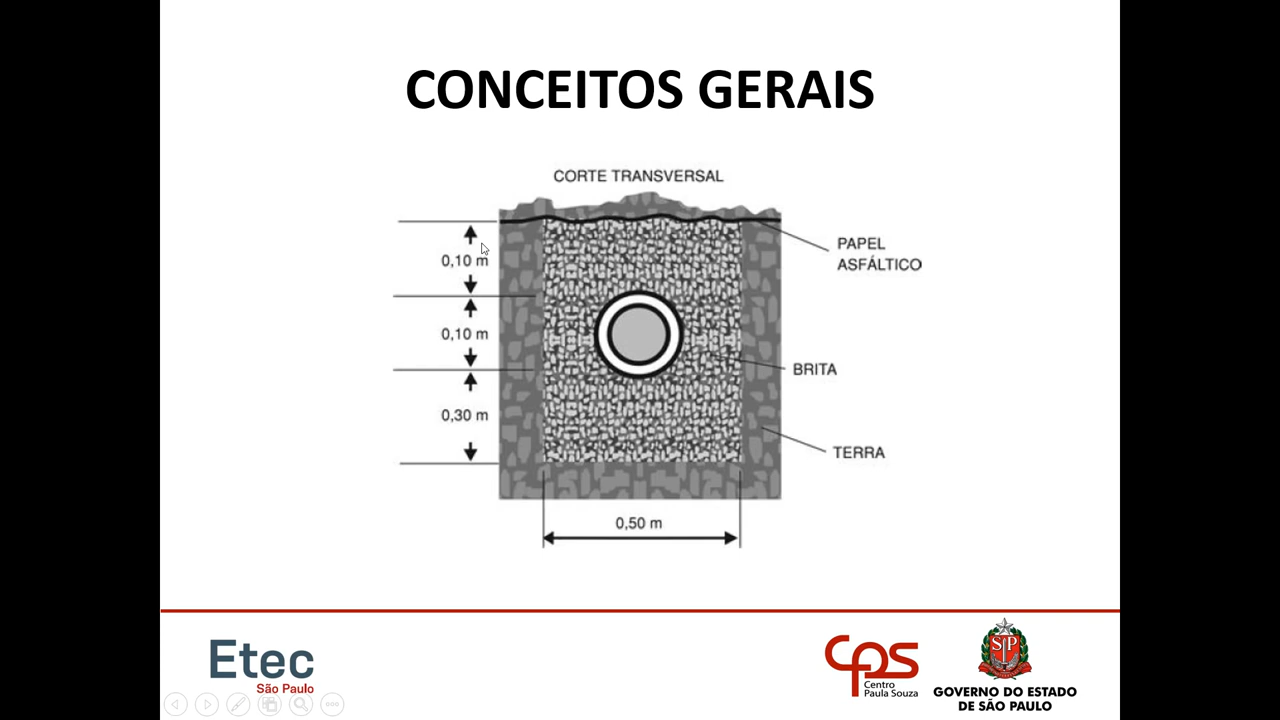 CONCEITOS GERAIS
CORTE TRANSVERSAL
PAPEL
ASFÁLTICO
0,10 m
0,10 m
BRITA
0,30 m
TERRA
0,50 m
Etec
São Paulo
CPS
Centro
Paula Souza
SP
GOVERNO DO ESTADO
DE SÃO PAULO